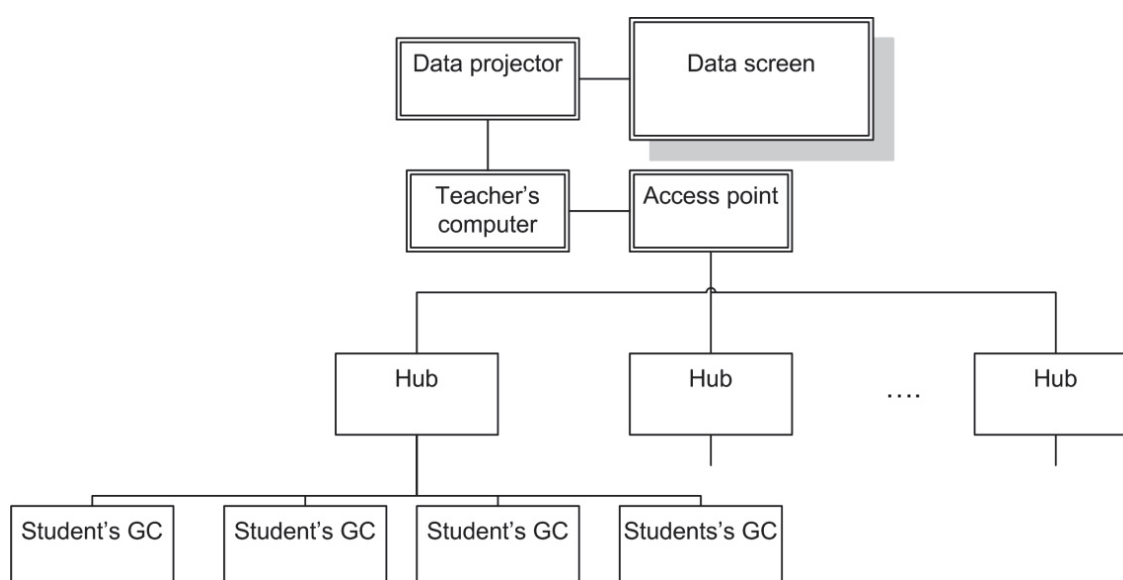 Data projector
Data screen
Teacher’s
computer
Access point
Hub
Hub
....
Hub
Student’s GC
Student’s GC
Student’s GC
Students’s GC